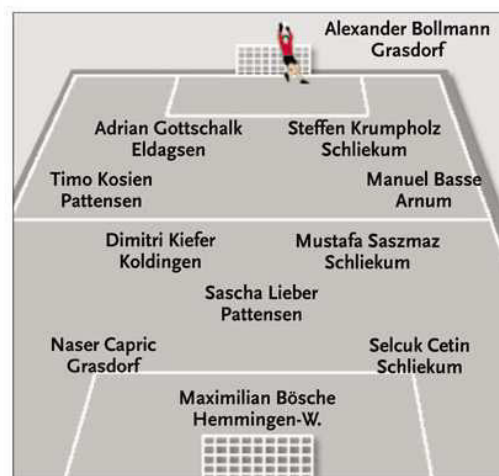 Alexander Bollmann
Grasdorf
Adrian Gottschalk
Eldagsen
Steffen Krumpholz
Schliekum
Timo Kosien
Pattensen
Manuel Basse
Arnum
Dimitri Kiefer
Koldingen
Mustafa Saszmaz
Schliekum
Sascha Lieber
Pattensen
Naser Capric
Grasdorf
Selcuk Cetin
Schliekum
Maximilian Bösche
Hemmingen-W.